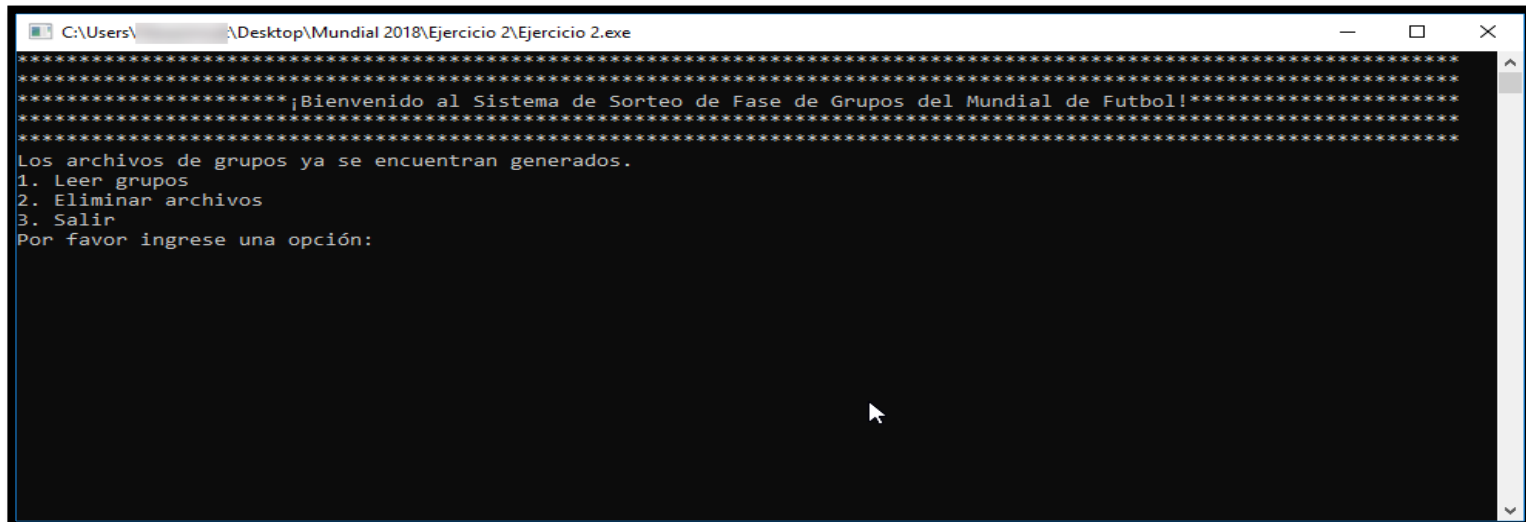 C:\Users\ \Desktop\Mundial 2018\Ejercicio 2\Ejercicio 2.exe
*********************************************************************************************************************
*********************************************************************************************************************
**********************¡Bienvenido al Sistema de Sorteo de Fase de Grupos del Mundial de Futbol!**********************
*********************************************************************************************************************
*********************************************************************************************************************
Los archivos de grupos ya se encuentran generados.
1. Leer grupos
2. Eliminar archivos
3. Salir
Por favor ingrese una opción: